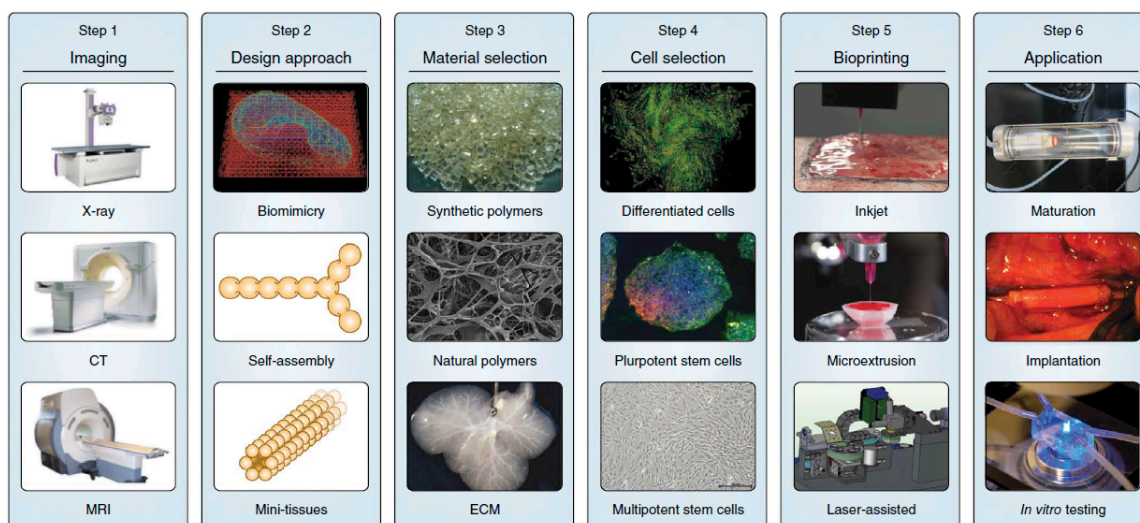 Step 1
Imaging
X-ray
CT
MRI
Step 2
Design approach
Biomimicry
Self-assembly
Mini-tissues
Step 3
Material selection
Synthetic polymers
Natural polymers
ECM
Step 4
Cell selection
Differentiated cells
Plurpotent stem cells
Multipotent stem cells
Step 5
Bioprinting
Inkjet
Microextrusion
Laser-assisted
Step 6
Application
Maturation
Implantation
In vitro testing